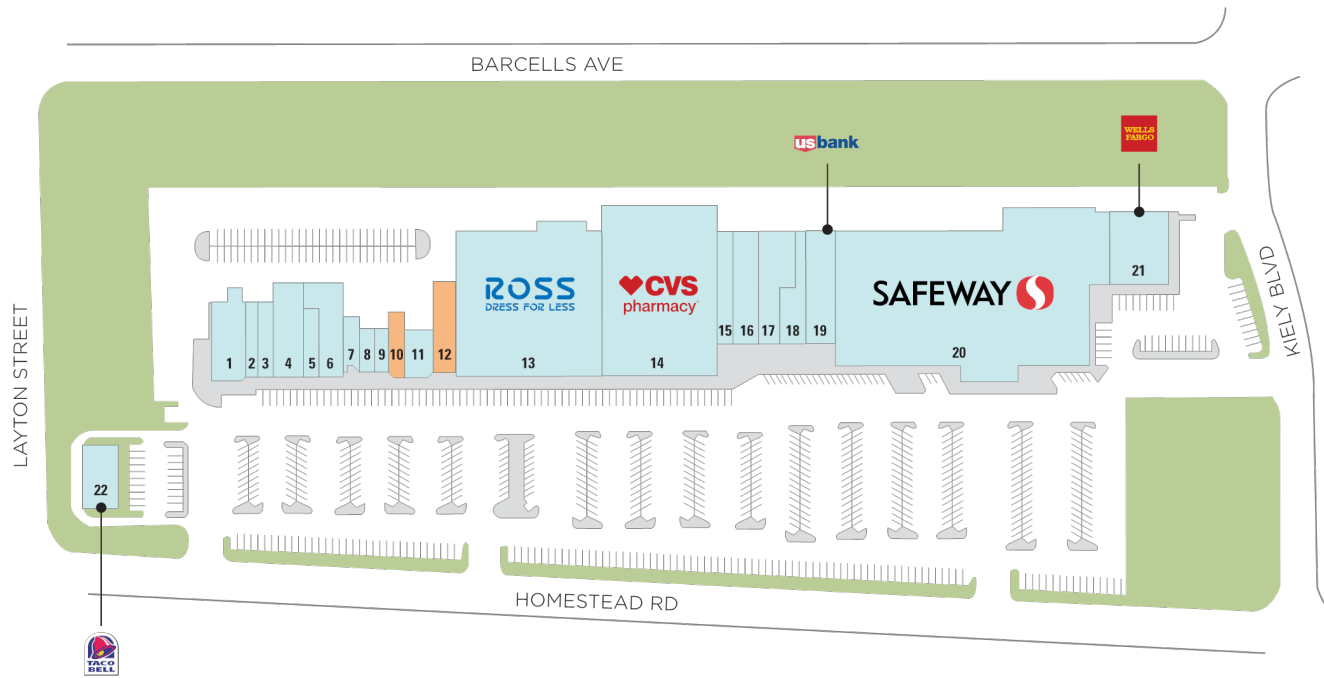 BARCELLS AVE
WELLS
FARGO
usbank
KIELY BLVD
LAYTON STREET
ROSS
DRESS FOR LESS
CVS
pharmacy
SAFEWAY
1
2
3
4
5
6
7
8
9
10
11
12
13
14
15
16
17
18
19
20
21
22
HOMESTEAD RD
TACO
BELL